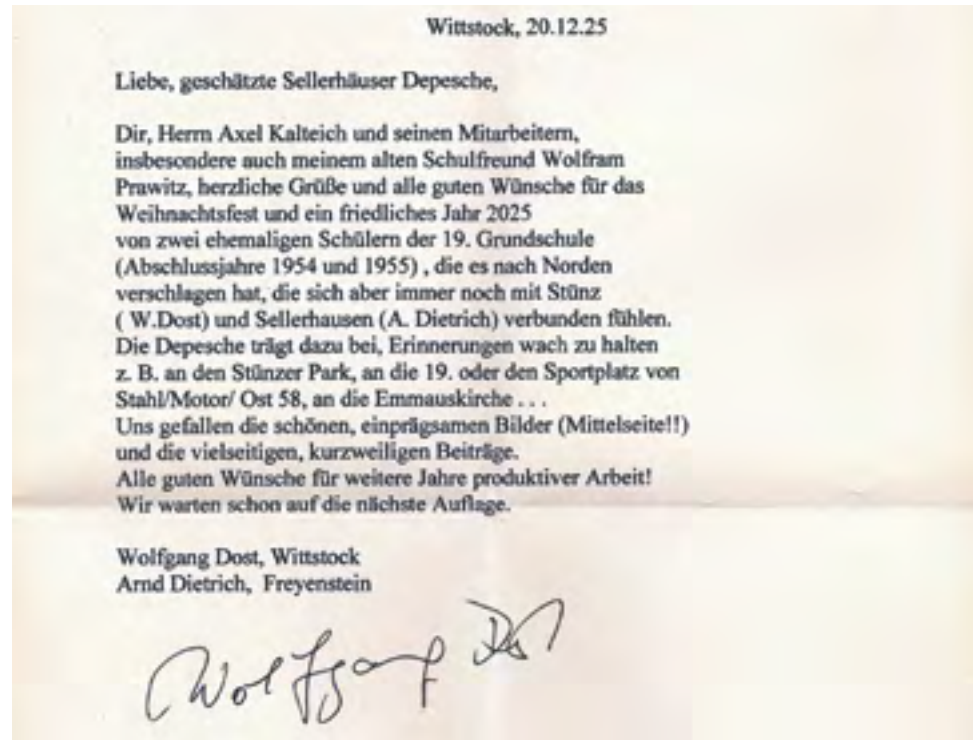 Wittstock, 20.12.25
Liebe, geschätzte Sellerhäuser Depesche,
Dir, Herrn Axel Kalteich und seinen Mitarbeitern,
insbesondere auch meinem alten Schulfreund Wolfram
Prawitz, herzliche Grüße und alle guten Wünsche für das
Weihnachtsfest und ein friedliches Jahr 2025
von zwei ehemaligen Schülern der 19. Grundschule
(Abschlussjahre 1954 und 1955) , die es nach Norden
verschlagen hat, die sich aber immer noch mit Stünz
( W.Dost) und Sellerhausen (A. Dietrich) verbunden fühlen.
Die Depesche trägt dazu bei, Erinnerungen wach zu halten
z. B. an den Stünzer Park, an die 19. oder den Sportplatz von
Stahl/Motor/ Ost 58, an die Emmauskirche . . .
Uns gefallen die schönen, einprägsamen Bilder (Mittelseite!!)
und die vielseitigen, kurzweiligen Beiträge.
Alle guten Wünsche für weitere Jahre produktiver Arbeit!
Wir warten schon auf die nächste Auflage.
Wolfgang Dost, Wittstock
Arnd Dietrich, Freyenstein
Wolfgang Dost